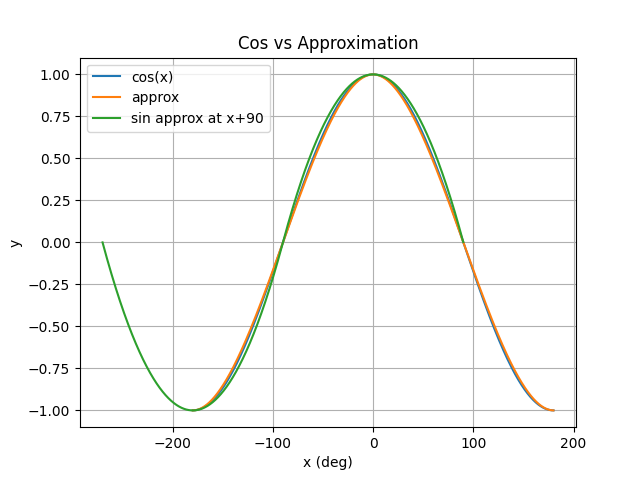 Cos vs Approximation
cos(x)
approx
sin approx at x+90
1.00
0.75
0.50
0.25
0.00
−0.25
−0.50
−0.75
−1.00
y
−200 −100 0 100 200
x (deg)